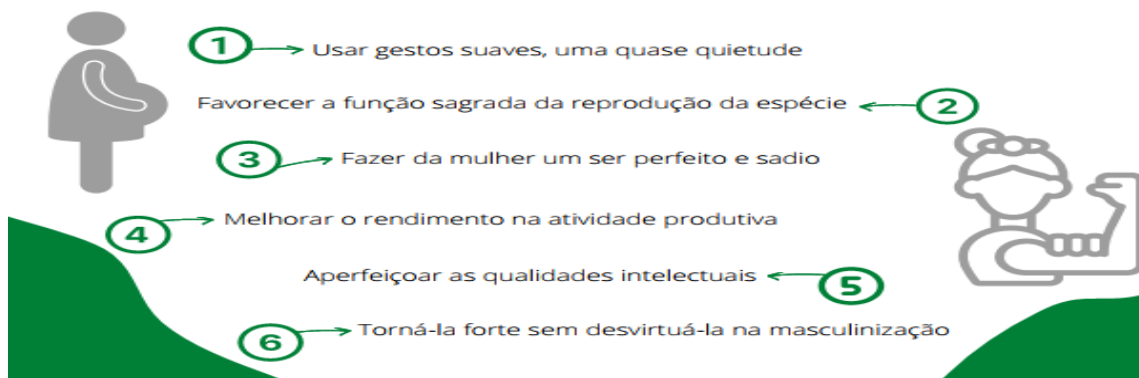 1 Usar gestos suaves, uma quase quietude
Favorecer a função sagrada da reprodução da espécie 2
3 Fazer da mulher um ser perfeito e sadio
4 Melhorar o rendimento na atividade produtiva
Aperfeiçoar as qualidades intelectuais 5
6 Torná-la forte sem desvirtuá-la na masculinização